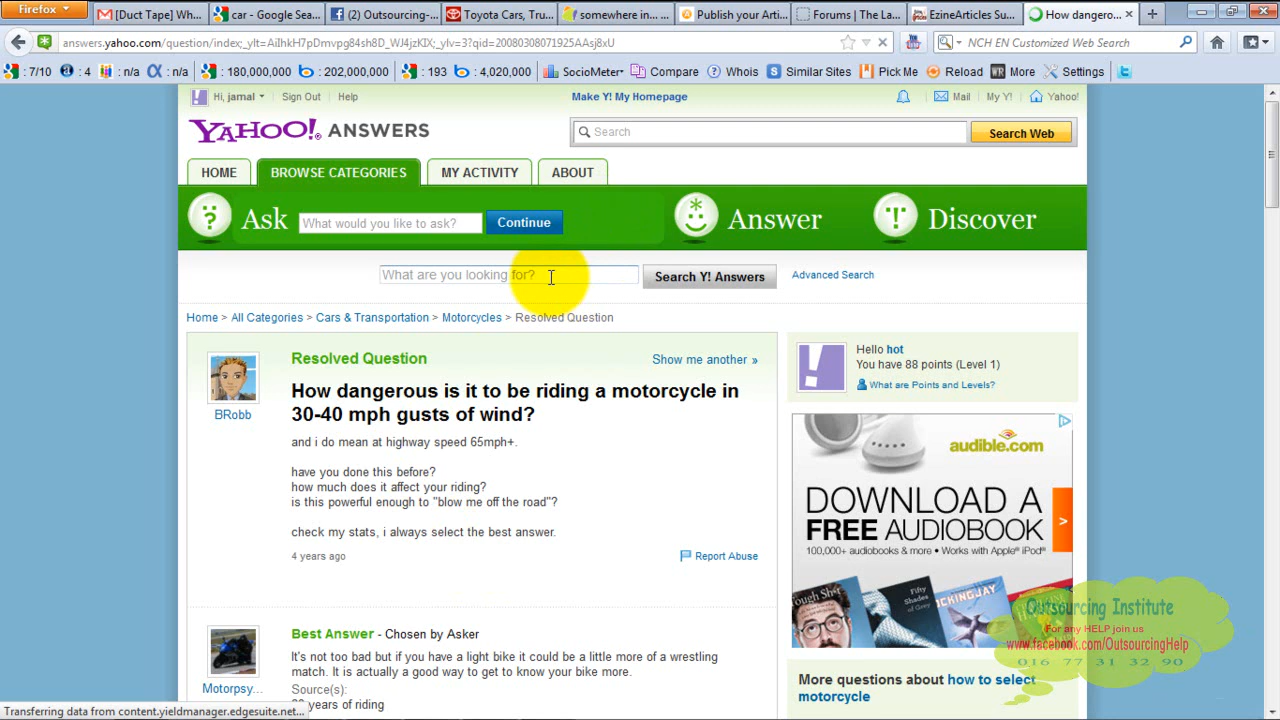 Firefox
[Duct Tape] Wh...
car - Google Sea...
(2) Outsourcing-...
Toyota Cars, Tru...
somewhere in...
Publish your Arti...
Forums | The La...
EzineArticles Su...
How dangero...
answers.yahoo.com/question/index;_ylt=AiIhkH7pDmvpg84sh8D_WJ4jzKIX;_ylv=3?qid=20080308071925AAsj8xU
NCH EN Customized Web Search
: 7/10
: 4
: n/a
: n/a
: 180,000,000
: 202,000,000
: 193
: 4,020,000
SocioMeter
Compare
Whois
Similar Sites
Pick Me
Reload
More
Settings
Hi, jamal
Sign Out
Help
Make Y! My Homepage
Mail
My Y!
Yahoo!
YAHOO! ANSWERS
Search
Search Web
HOME
BROWSE CATEGORIES
MY ACTIVITY
ABOUT
Ask
What would you like to ask?
Continue
Answer
Discover
What are you looking for?
Search Y! Answers
Advanced Search
Home > All Categories > Cars & Transportation > Motorcycles > Resolved Question
Resolved Question
Show me another »
BRobb
How dangerous is it to be riding a motorcycle in
30-40 mph gusts of wind?
and i do mean at highway speed 65mph+.
have you done this before?
how much does it affect your riding?
is this powerful enough to "blow me off the road"?
check my stats, i always select the best answer.
4 years ago
Report Abuse
Best Answer - Chosen by Asker
Motorpsy...
It's not too bad but if you have a light bike it could be a little more of a wrestling
match. It is actually a good way to get to know your bike more.
Source(s):
years of riding
Hello hot
You have 88 points (Level 1)
What are Points and Levels?
audible.com
DOWNLOAD A
FREE AUDIOBOOK
100,000+ audiobooks & more • Works with Apple® iPod®
>
Tough Sh*t
Fifty
Shades
of Grey
OCKINGJAY
Outsourcing Institute
For any HELP join us
www.facebook.com/OutsourcingHelp
016 77 31 32 90
More questions about how to select
motorcycle
Transferring data from content.yieldmanager.edgesuite.net...